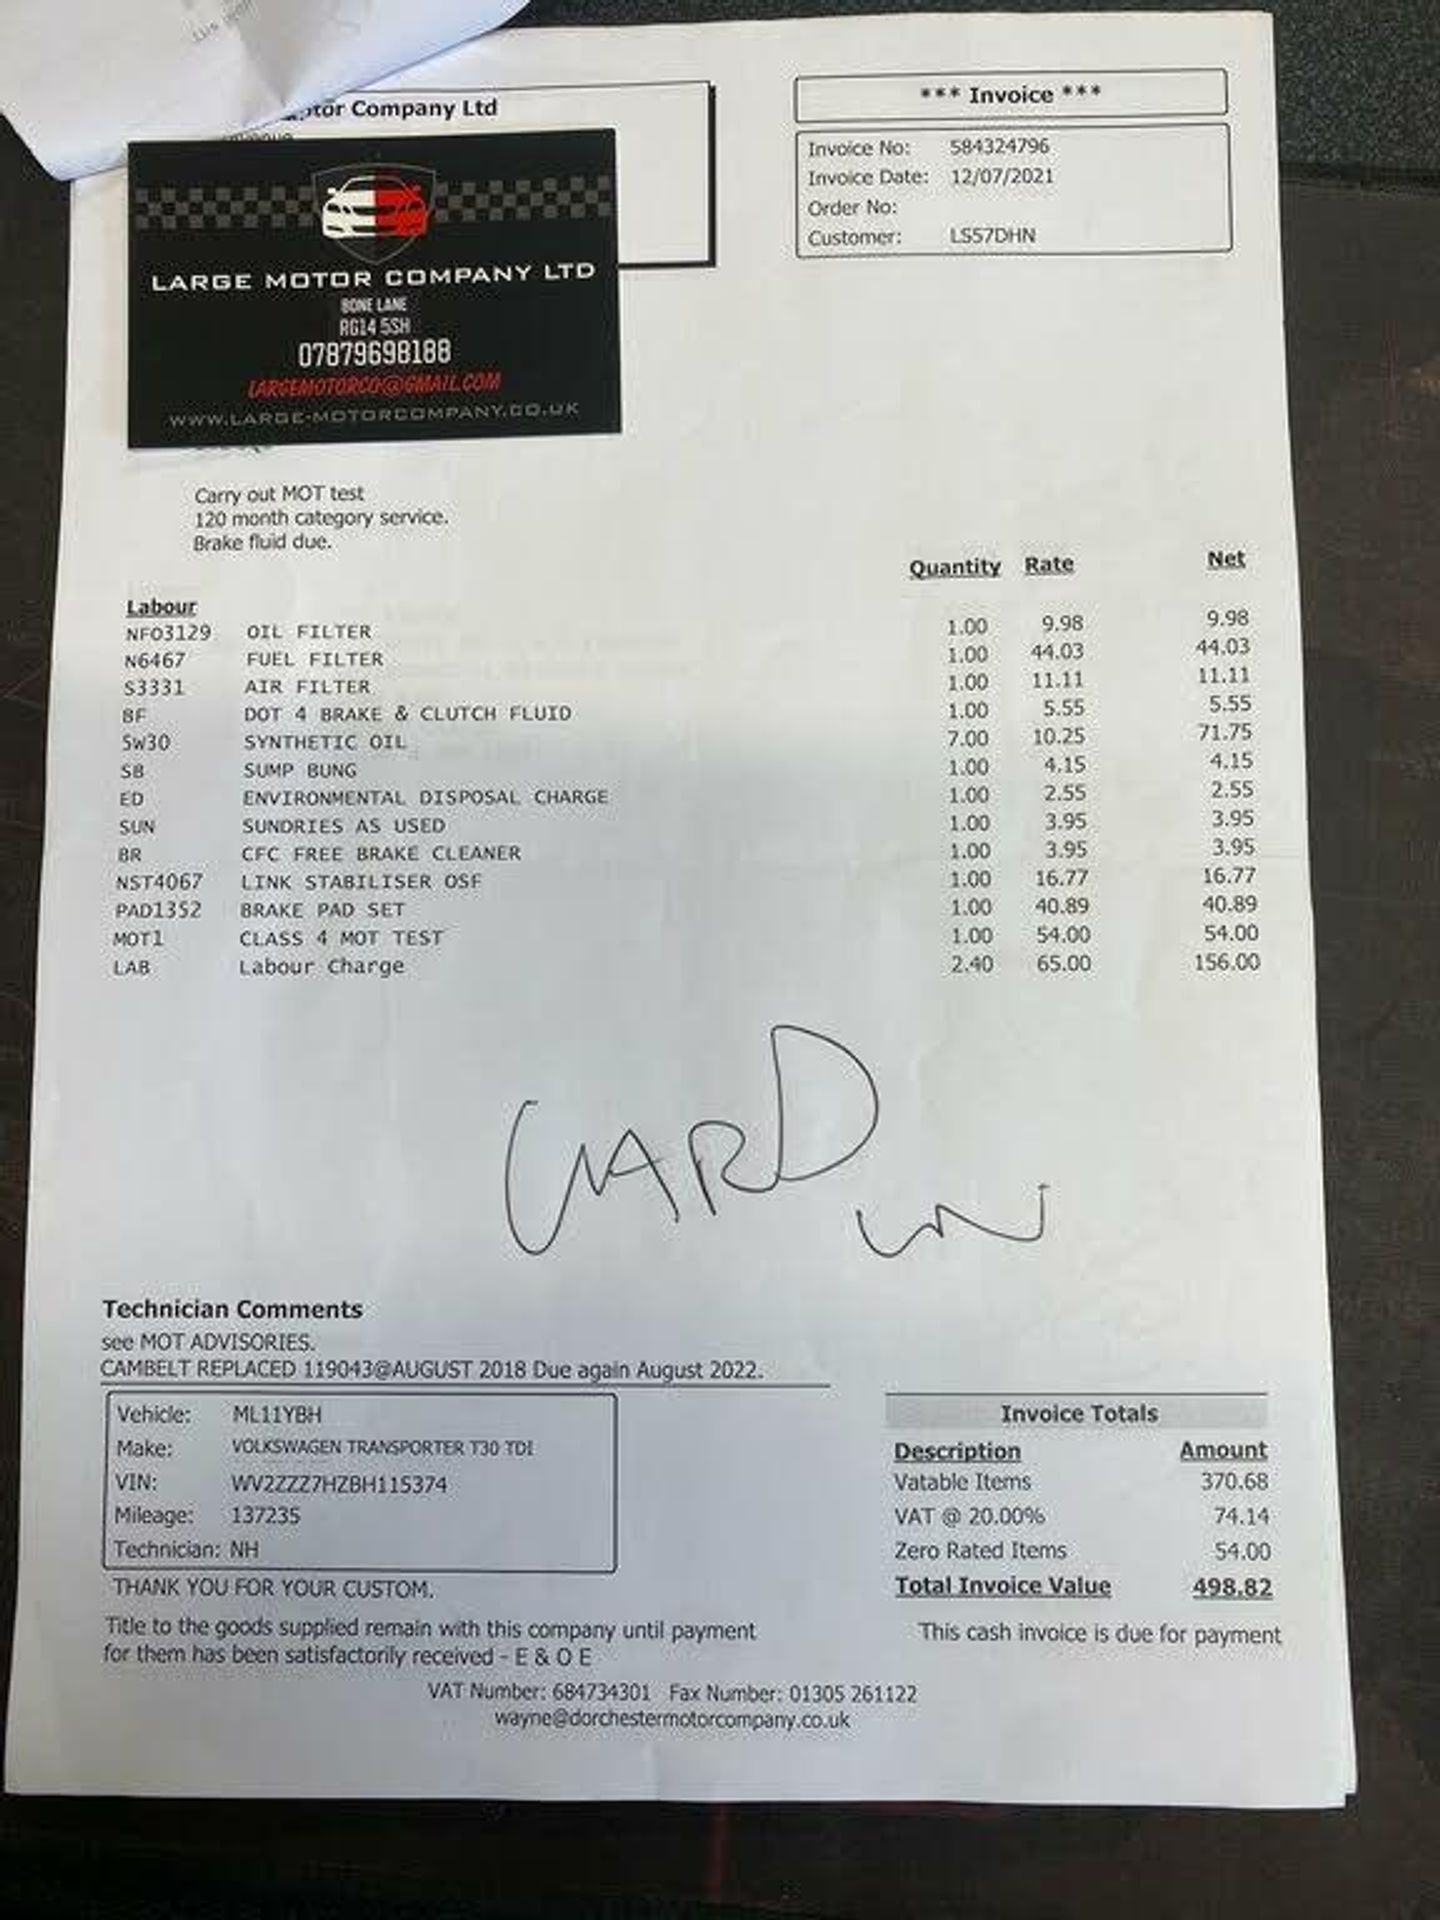 Motor Company Ltd
*** Invoice ***
Invoice No: 584324796
Invoice Date: 12/07/2021
Order No:
Customer: LS57DHN
LARGE MOTOR COMPANY LTD
BONE LANE
RG14 5SH
07879698188
LARGEMOTORCO@GMAIL.COM
WWW.LARGE-MOTORCOMPANY.CO.UK
Carry out MOT test
120 month category service.
Brake fluid due.
Quantity Rate Net
Labour
NFO3129 OIL FILTER 1.00 9.98 9.98
N6467 FUEL FILTER 1.00 44.03 44.03
S3331 AIR FILTER 1.00 11.11 11.11
BF DOT 4 BRAKE & CLUTCH FLUID 1.00 5.55 5.55
5W30 SYNTHETIC OIL 7.00 10.25 71.75
SB SUMP BUNG 1.00 4.15 4.15
ED ENVIRONMENTAL DISPOSAL CHARGE 1.00 2.55 2.55
SUN SUNDRIES AS USED 1.00 3.95 3.95
BR CFC FREE BRAKE CLEANER 1.00 3.95 3.95
NST4067 LINK STABILISER OSF 1.00 16.77 16.77
PAD1352 BRAKE PAD SET 1.00 40.89 40.89
MOT1 CLASS 4 MOT TEST 1.00 54.00 54.00
LAB Labour Charge 2.40 65.00 156.00
CARD
Technician Comments
see MOT ADVISORIES.
CAMBELT REPLACED 119043@AUGUST 2018 Due again August 2022.
Vehicle: ML11YBH
Make: VOLKSWAGEN TRANSPORTER T30 TDI
VIN: WV2ZZZ7HZBH115374
Mileage: 137235
Technician: NH
Invoice Totals
Description Amount
Vatable Items 370.68
VAT @ 20.00% 74.14
Zero Rated Items 54.00
Total Invoice Value 498.82
THANK YOU FOR YOUR CUSTOM.
Title to the goods supplied remain with this company until payment
for them has been satisfactorily received - E & O E
This cash invoice is due for payment
VAT Number: 684734301 Fax Number: 01305 261122
wayne@dorchestermotorcompany.co.uk